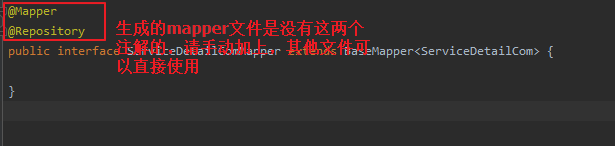 @Mapper
@Repository
生成的mapper文件是没有这两个
注解的，请手动加上，其他文件可
以直接使用
public interface ServiceDetailComMapper extends BaseMapper<ServiceDetailCom> {
}